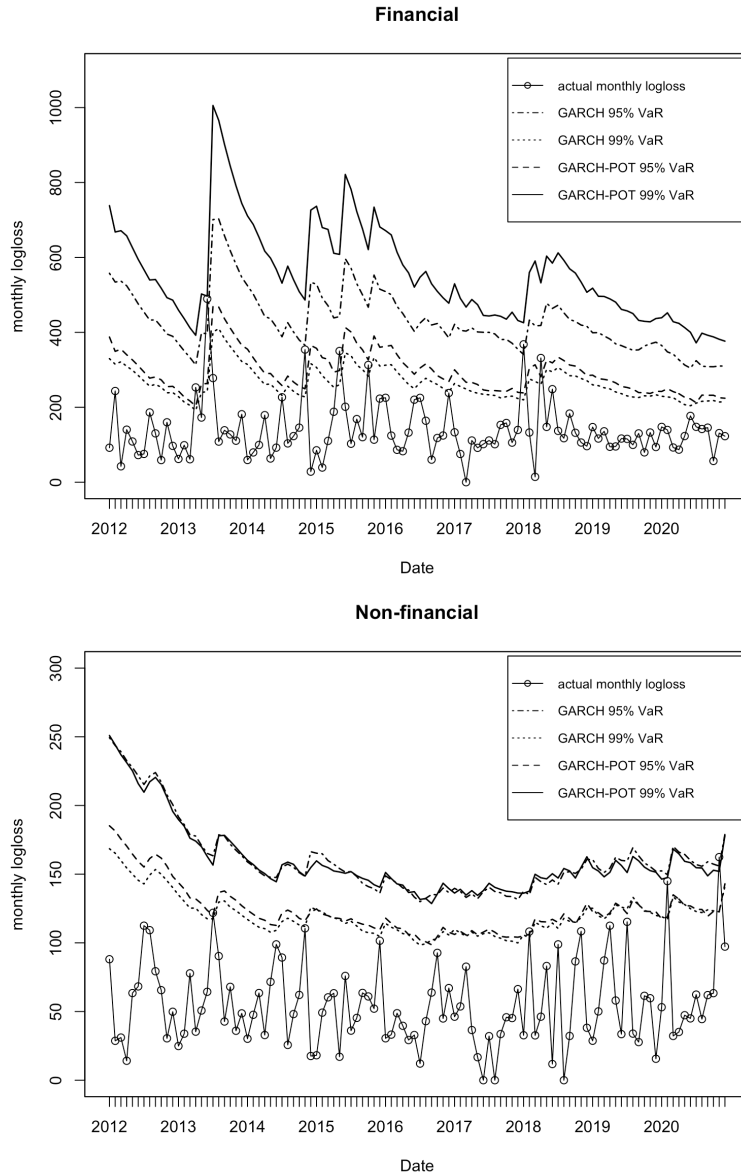 Financial
monthly logloss
1000
800
600
400
200
0
actual monthly logloss
GARCH 95% VaR
GARCH 99% VaR
GARCH-POT 95% VaR
GARCH-POT 99% VaR
2012 2013 2014 2015 2016 2017 2018 2019 2020
Date
Non-financial
monthly logloss
300
250
200
150
100
50
0
actual monthly logloss
GARCH 95% VaR
GARCH 99% VaR
GARCH-POT 95% VaR
GARCH-POT 99% VaR
2012 2013 2014 2015 2016 2017 2018 2019 2020
Date